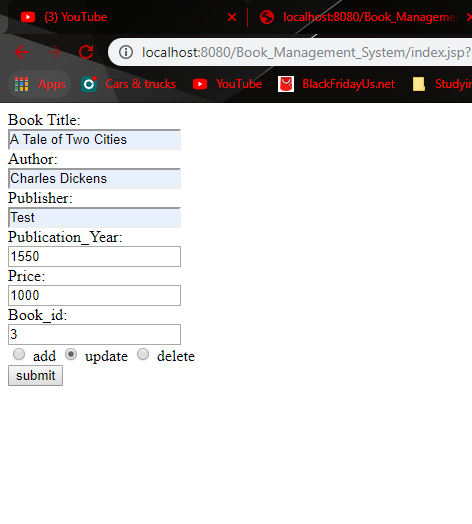 (3) YouTube
localhost:8080/Book_Manageme
localhost:8080/Book_Management_System/index.jsp?
Apps Cars & trucks YouTube BlackFridayUs.net Studyin
Book Title:
A Tale of Two Cities
Author:
Charles Dickens
Publisher:
Test
Publication_Year:
1550
Price:
1000
Book_id:
3
add update delete
submit